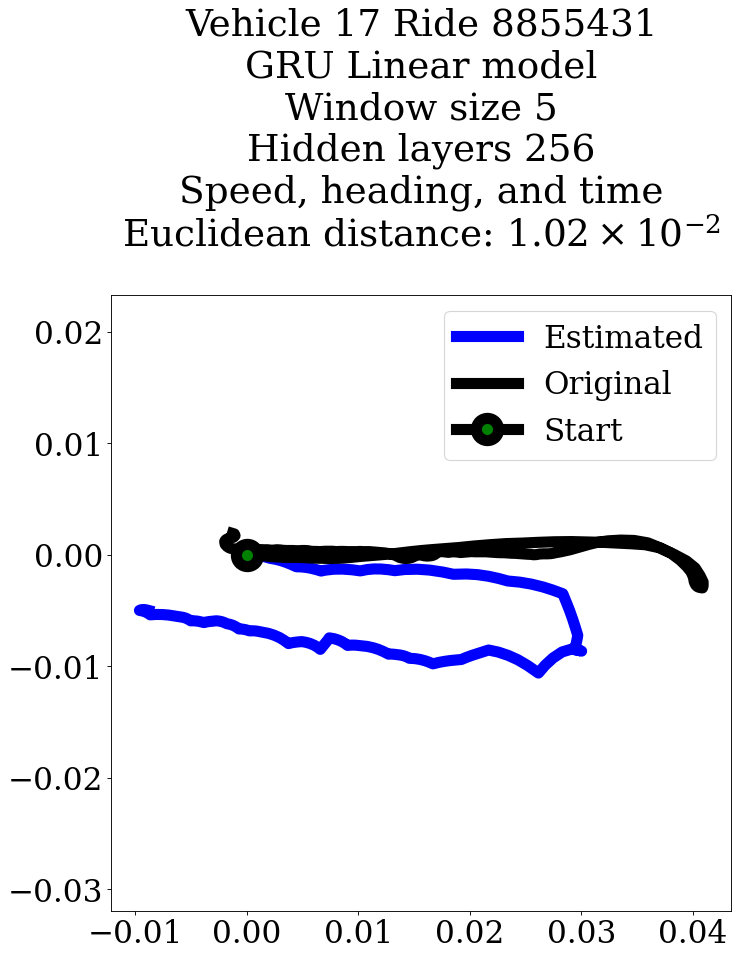 Vehicle 17 Ride 8855431
GRU Linear model
Window size 5
Hidden layers 256
Speed, heading, and time
Euclidean distance: 1.02 × 10⁻²
Estimated
Original
Start
0.02
0.01
0.00
−0.01
−0.02
−0.03
−0.01 0.00 0.01 0.02 0.03 0.04